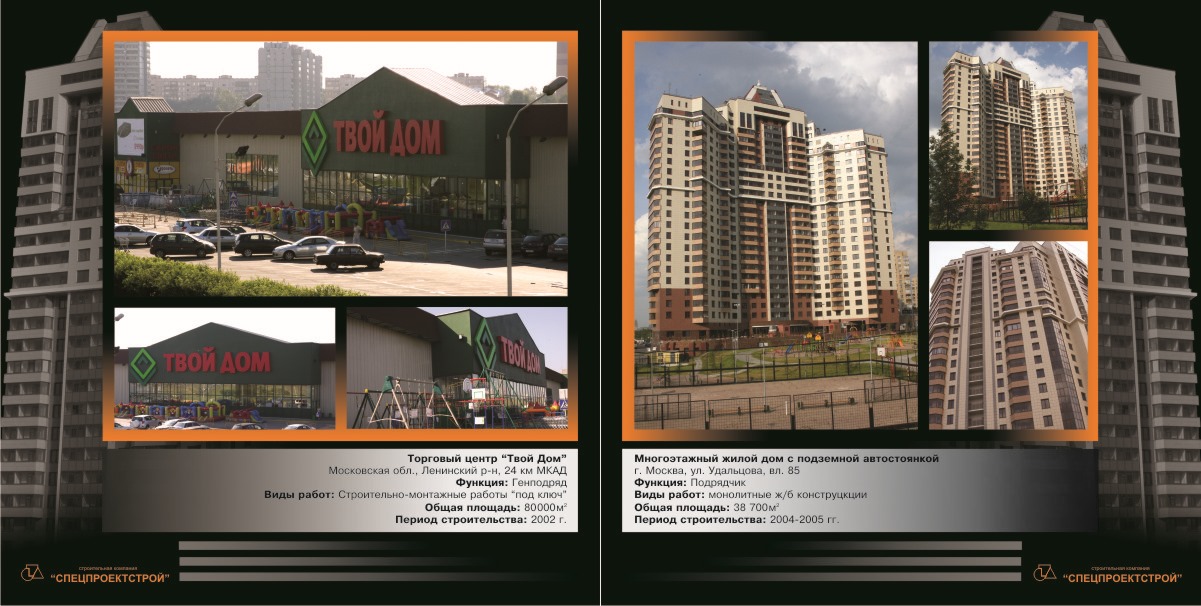 ТВОЙ ДОМ
ТВОЙ ДОМ
ТВОЙ ДОМ
Торговый центр “Твой Дом”
Московская обл., Ленинский р-н, 24 км МКАД
Функция: Генподряд
Виды работ: Строительно-монтажные работы “под ключ”
Общая площадь: 80000м²
Период строительства: 2002 г.
строительная компания
“СПЕЦПРОЕКТСТРОЙ”
Многоэтажный жилой дом с подземной автостоянкой
г. Москва, ул. Удальцова, вл. 85
Функция: Подрядчик
Виды работ: монолитные ж/б конструцкции
Общая площадь: 38 700м²
Период строительства: 2004-2005 гг.
строительная компания
“СПЕЦПРОЕКТСТРОЙ”